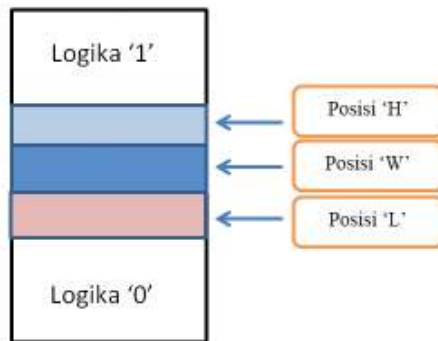 Logika ‘1’
Posisi ‘H’
Posisi ‘W’
Posisi ‘L’
Logika ‘0’